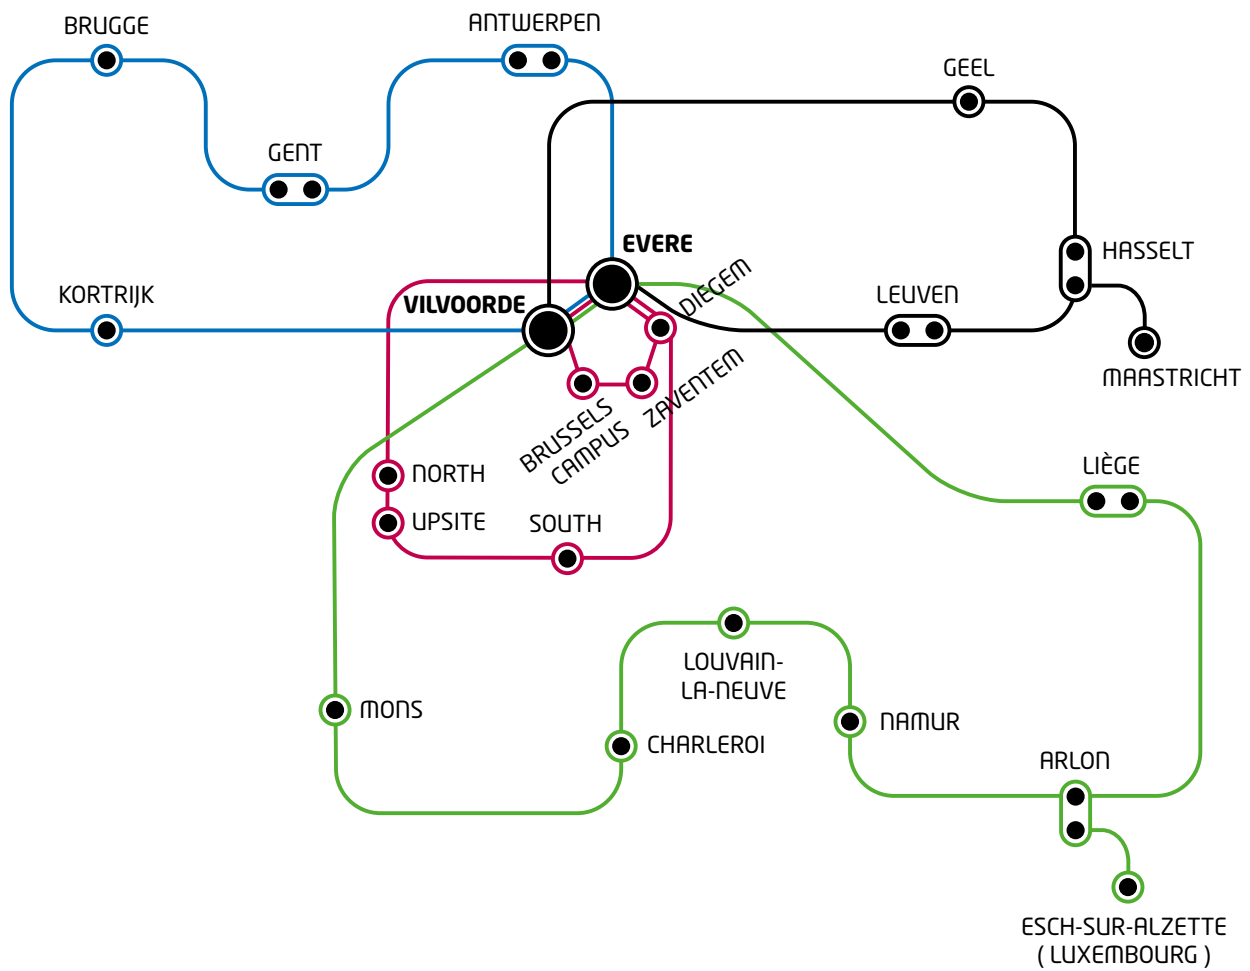 BRUGGE
ANTWERPEN
GEEL
GENT
EVERE
HASSELT
DIEGEM
KORTRIJK
VILVOORDE
LEUVEN
MAASTRICHT
ZAVENTEM
BRUSSELS
CAMPUS
NORTH
LIÈGE
UPSITE
SOUTH
LOUVAIN-
LA-NEUVE
MONS
NAMUR
CHARLEROI
ARLON
ESCH-SUR-ALZETTE
( LUXEMBOURG )